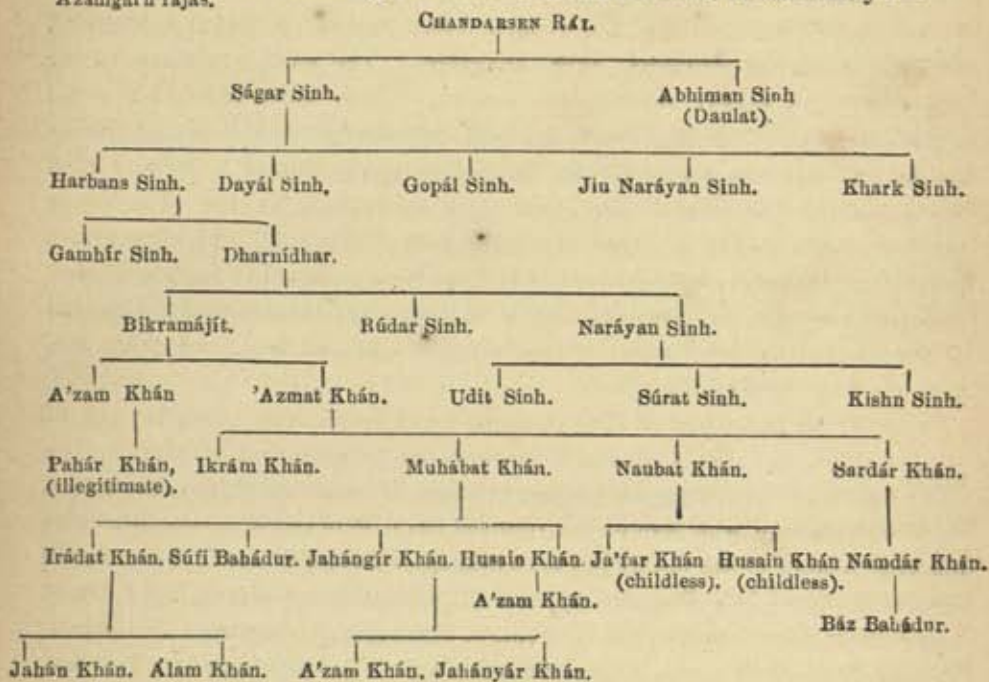 Azamgarh rájas.
CHANDARSEN RÁI.
Ságar Sinh. Abhiman Sinh
(Daulat).
Harbans Sinh. Dayál Sinh, Gopál Sinh. Jiu Naráyan Sinh. Khark Sinh.
Gambhír Sinh. Dharnídhar.
Bikramájít. Rúdar Sinh. Naráyan Sinh.
A'zam Khán 'Azmat Khán. Udit Sinh. Súrat Sinh. Kishn Sinh.
Pahár Khán, Ikrám Khán. Muhábat Khán. Naubat Khán. Sardár Khán.
(illegitimate).
Irádat Khán. Súfi Bahádur. Jahángír Khán. Husain Khán. Ja'far Khán Husain Khán Námdár Khán.
(childless). (childless).
A'zam Khán.
Báz Bahádur.
Jahán Khán. Álam Khán. A'zam Khán. Jahányár Khán.